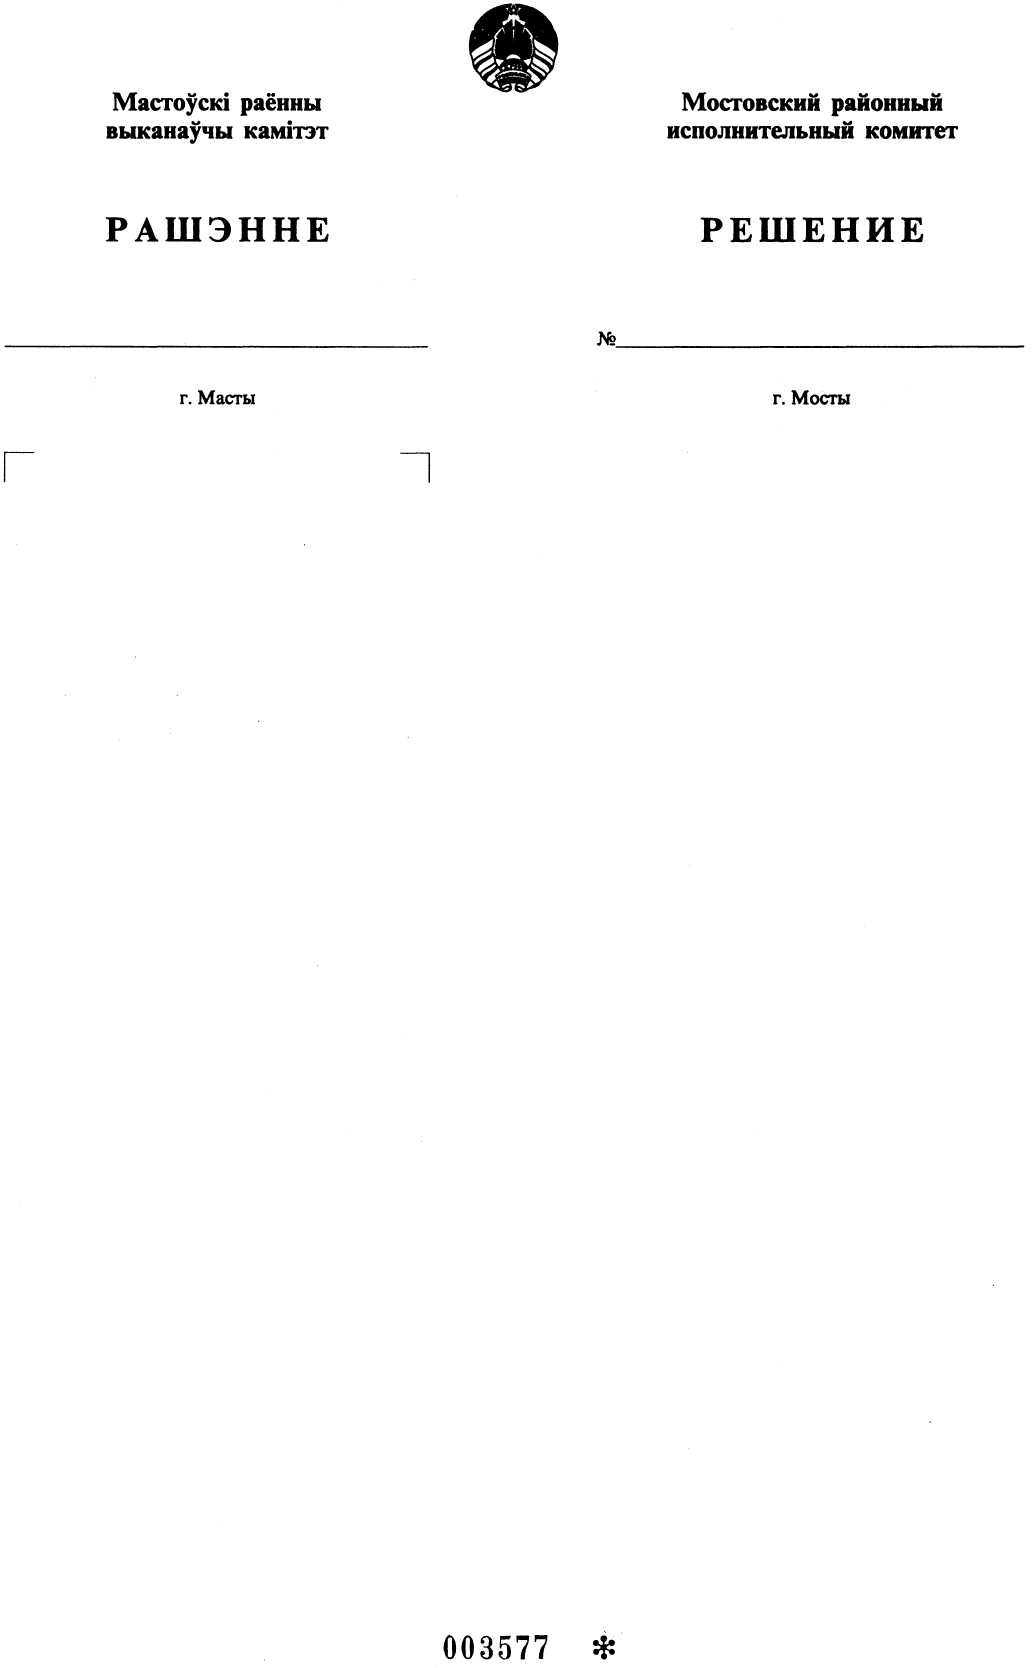 Мастоўскі раённы
выканаўчы камітэт
РАШЭННЕ
г. Масты
Мостовский районный
исполнительный комитет
РЕШЕНИЕ
№
г. Мосты
003577 *